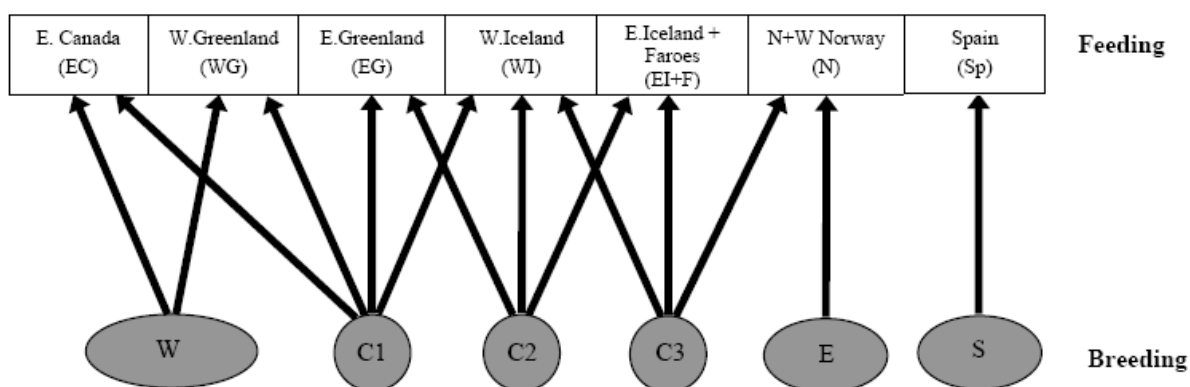 E. Canada
(EC)
W.Greenland
(WG)
E.Greenland
(EG)
W.Iceland
(WI)
E.Iceland +
Faroes
(EI+F)
N+W Norway
(N)
Spain
(Sp)
Feeding
W
C1
C2
C3
E
S
Breeding